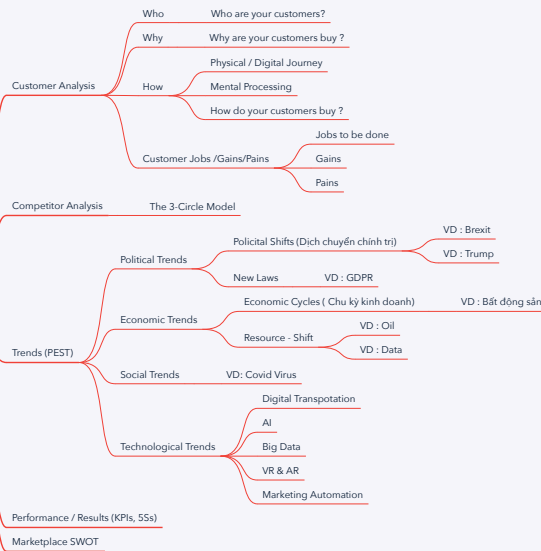 Who
Who are your customers?
Why
Why are your customers buy ?
Physical / Digital Journey
Customer Analysis
How
Mental Processing
How do your customers buy ?
Jobs to be done
Customer Jobs /Gains/Pains
Gains
Pains
Competitor Analysis
The 3-Circle Model
VD : Brexit
Policital Shifts (Dịch chuyển chính trị)
VD : Trump
Political Trends
New Laws
VD : GDPR
Economic Cycles ( Chu kỳ kinh doanh)
VD : Bất động sản
Economic Trends
VD : Oil
Resource - Shift
VD : Data
Trends (PEST)
Social Trends
VD: Covid Virus
Digital Transpotation
AI
Technological Trends
Big Data
VR & AR
Marketing Automation
Performance / Results (KPIs, 5Ss)
Marketplace SWOT